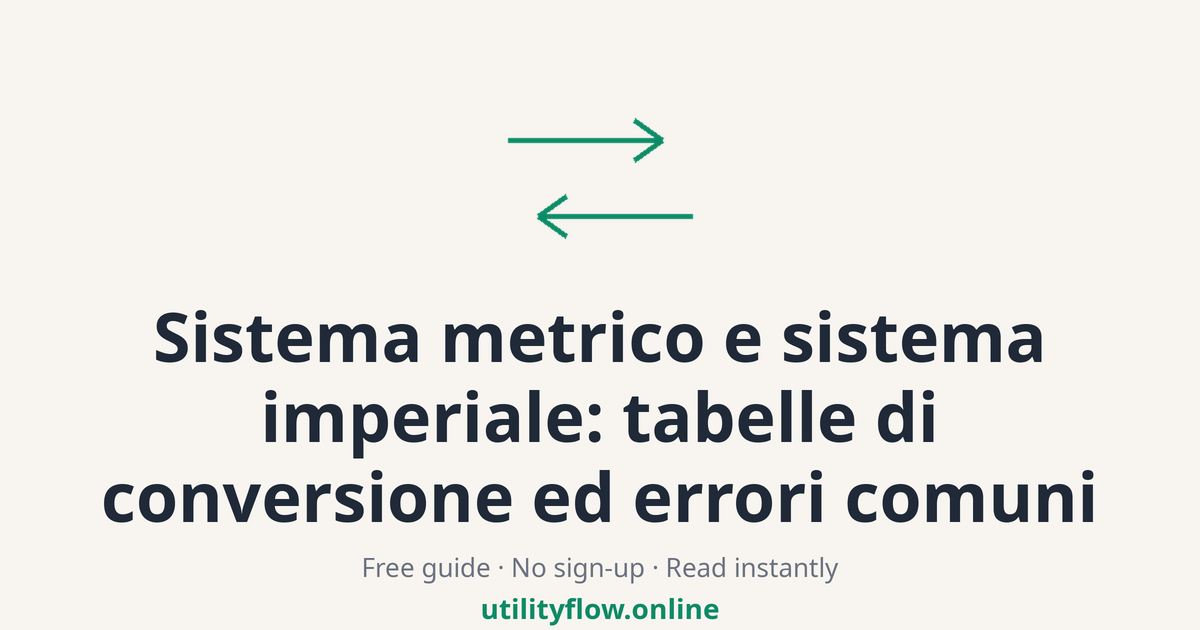 Sistema metrico e sistema
imperiale: tabelle di
conversione ed errori comuni
Free guide · No sign-up · Read instantly
utilityflow.online